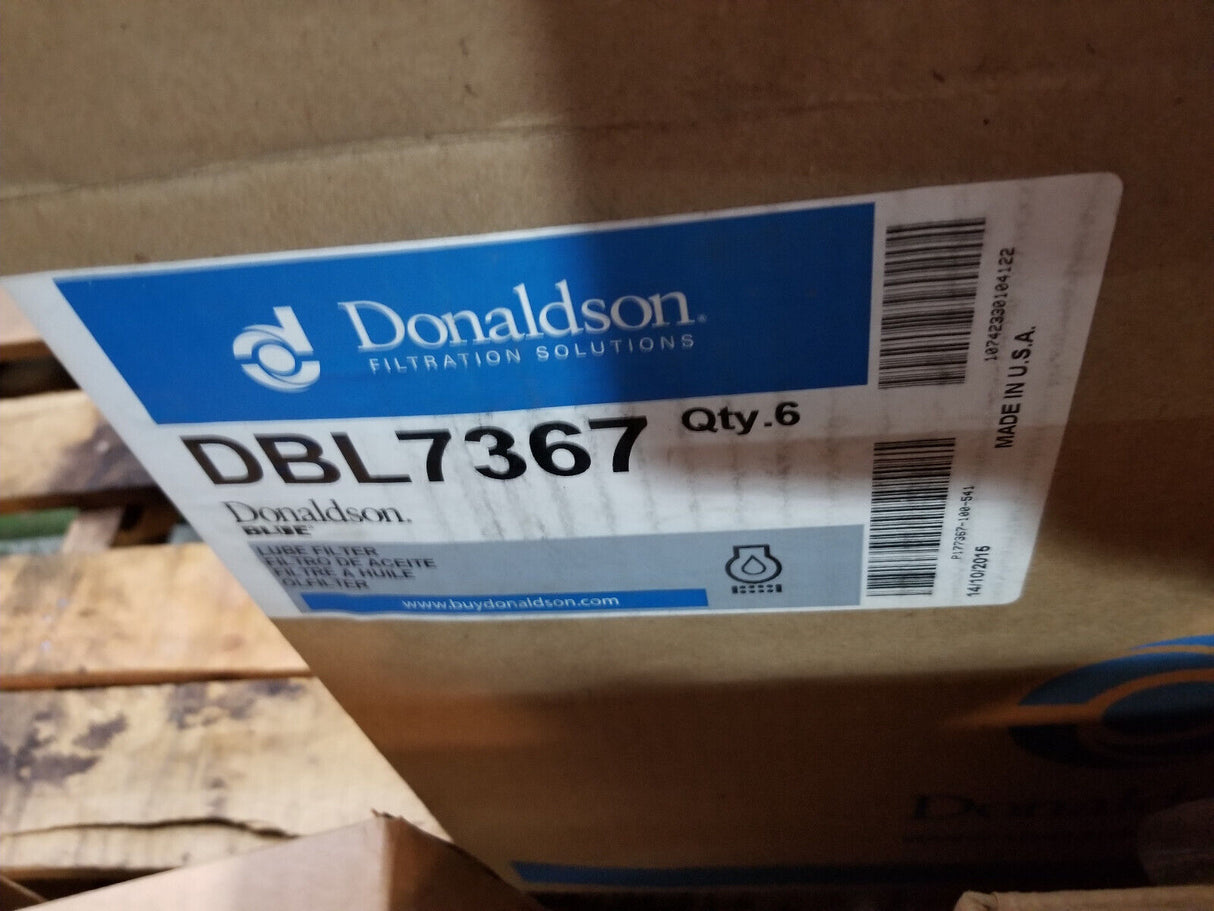 Donaldson.
FILTRATION SOLUTIONS
DBL7367 Qty.6
Donaldson.
BLUE
LUBE FILTER
FILTRO DE ACEITE
FILTRE À HUILE
ÖLFILTER
www.buydonaldson.com
10742330104122
MADE IN U.S.A.
P177367-100-541
14/10/2016